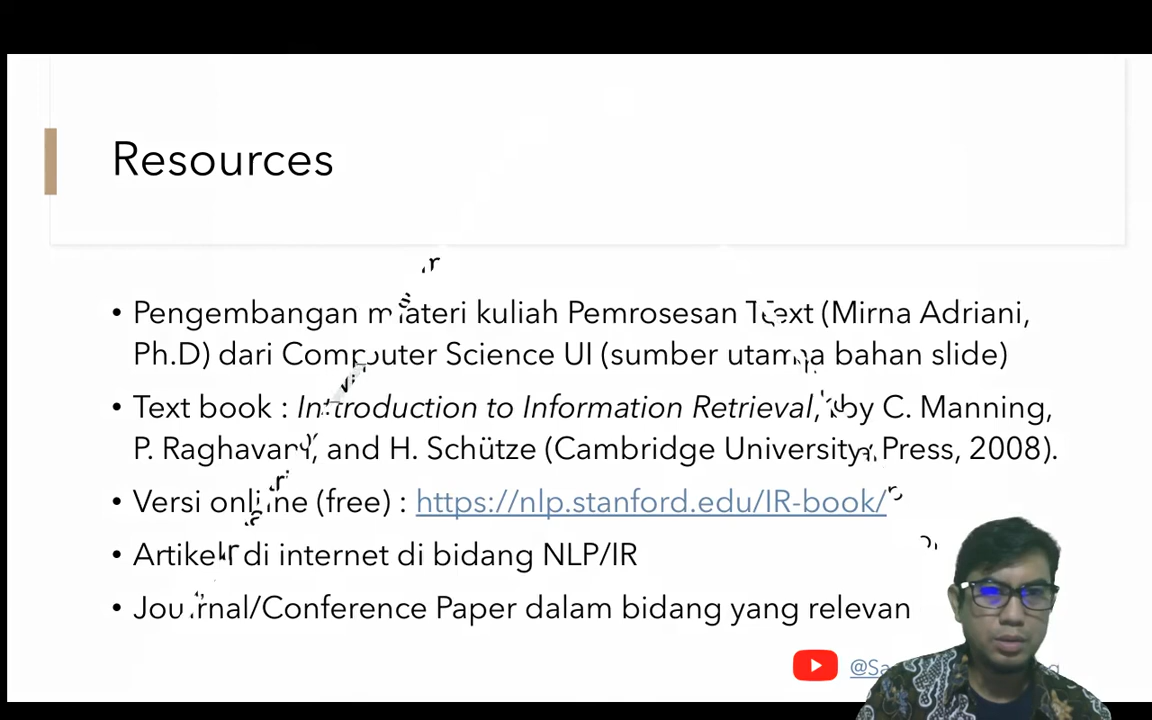 Resources
• Pengembangan materi kuliah Pemrosesan Text (Mirna Adriani,
Ph.D) dari Computer Science UI (sumber utama bahan slide)
• Text book : Introduction to Information Retrieval, by C. Manning,
P. Raghavan, and H. Schütze (Cambridge University Press, 2008).
• Versi online (free) : https://nlp.stanford.edu/IR-book/
• Artikel di internet di bidang NLP/IR
• Journal/Conference Paper dalam bidang yang relevan